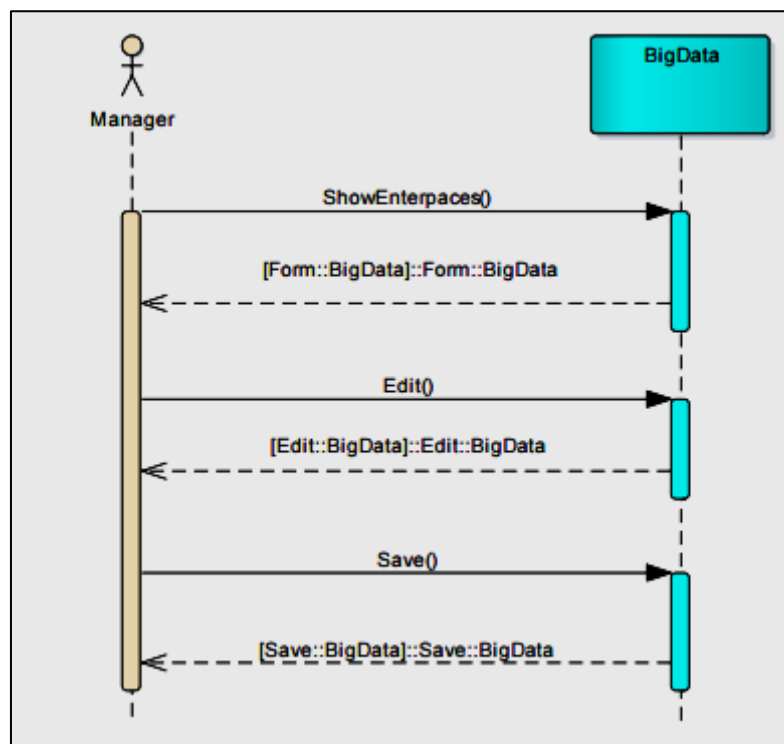 BigData
Manager
ShowEnterpaces()
[Form::BigData]::Form::BigData
Edit()
[Edit::BigData]::Edit::BigData
Save()
[Save::BigData]::Save::BigData